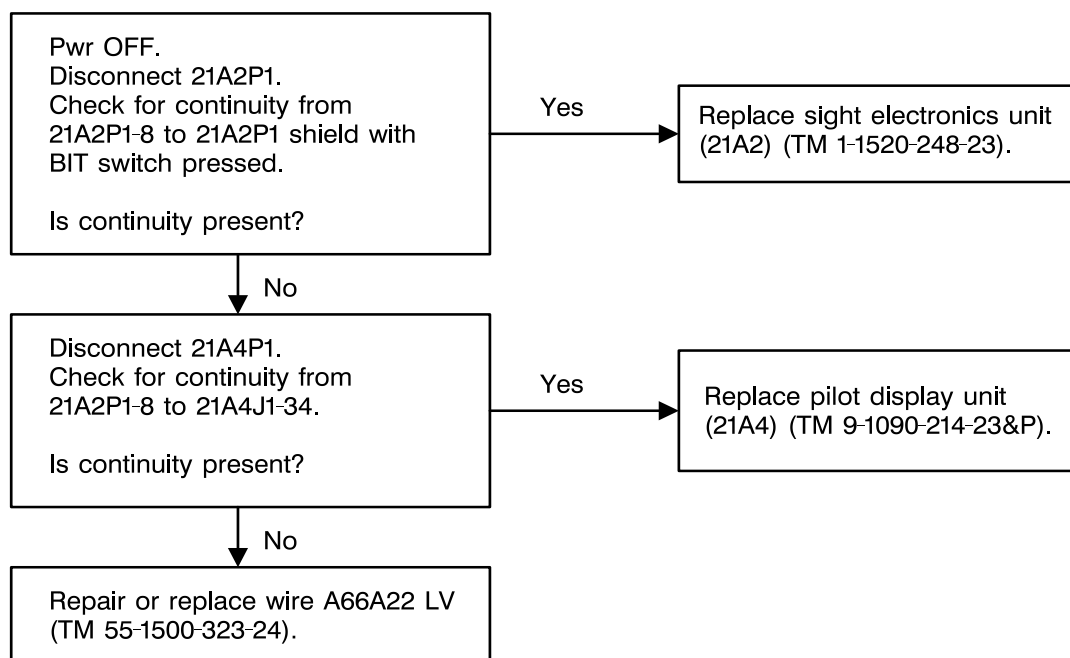 Pwr OFF.
Disconnect 21A2P1.
Check for continuity from
21A2P1-8 to 21A2P1 shield with
BIT switch pressed.
Is continuity present?
Yes
Replace sight electronics unit
(21A2) (TM 1-1520-248-23).
No
Disconnect 21A4P1.
Check for continuity from
21A2P1-8 to 21A4J1-34.
Is continuity present?
Yes
Replace pilot display unit
(21A4) (TM 9-1090-214-23&P).
No
Repair or replace wire A66A22 LV
(TM 55-1500-323-24).